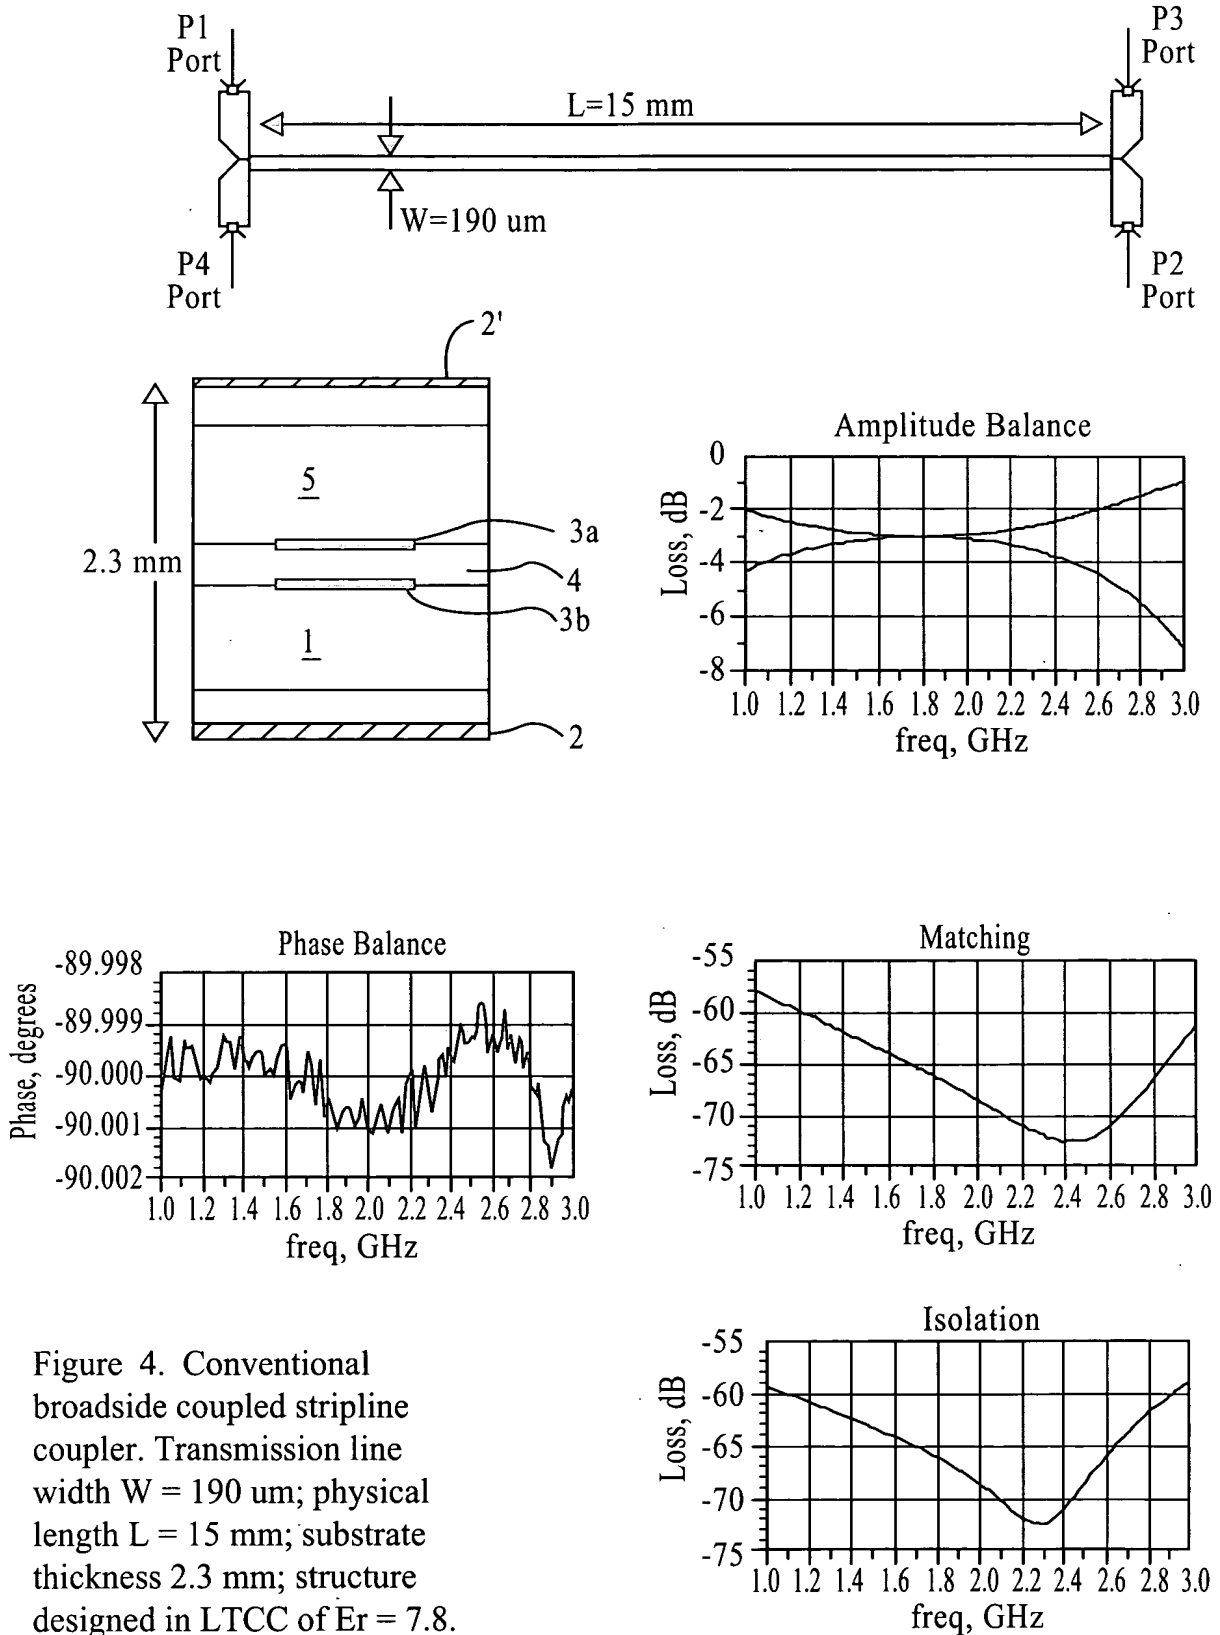 P1
Port
P3
Port
L=15 mm
W=190 um
P4
Port
P2
Port
2'
5
3a
2.3 mm
4
3b
1
2
Amplitude Balance
Loss, dB
0
-2
-4
-6
-8
1.0 1.2 1.4 1.6 1.8 2.0 2.2 2.4 2.6 2.8 3.0
freq, GHz
Phase Balance
Phase, degrees
-89.998
-89.999
-90.000
-90.001
-90.002
1.0 1.2 1.4 1.6 1.8 2.0 2.2 2.4 2.6 2.8 3.0
freq, GHz
Matching
Loss, dB
-55
-60
-65
-70
-75
1.0 1.2 1.4 1.6 1.8 2.0 2.2 2.4 2.6 2.8 3.0
freq, GHz
Isolation
Loss, dB
-55
-60
-65
-70
-75
1.0 1.2 1.4 1.6 1.8 2.0 2.2 2.4 2.6 2.8 3.0
freq, GHz
Figure 4. Conventional
broadside coupled stripline
coupler. Transmission line
width W = 190 um; physical
length L = 15 mm; substrate
thickness 2.3 mm; structure
designed in LTCC of Er = 7.8.